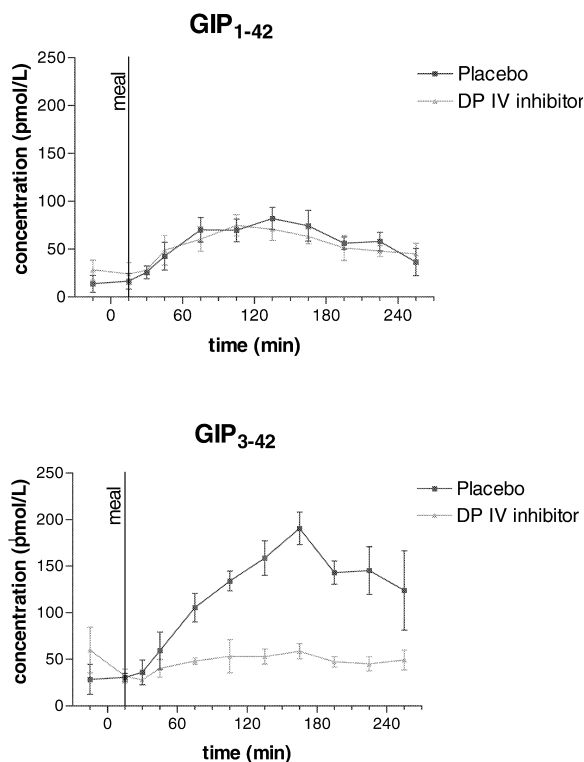 GIP1-42
250
200
150
100
50
0
concentration (pmol/L)
meal
Placebo
DP IV inhibitor
0
60
120
180
240
time (min)
GIP3-42
250
200
150
100
50
0
concentration (pmol/L)
meal
Placebo
DP IV inhibitor
0
60
120
180
240
time (min)